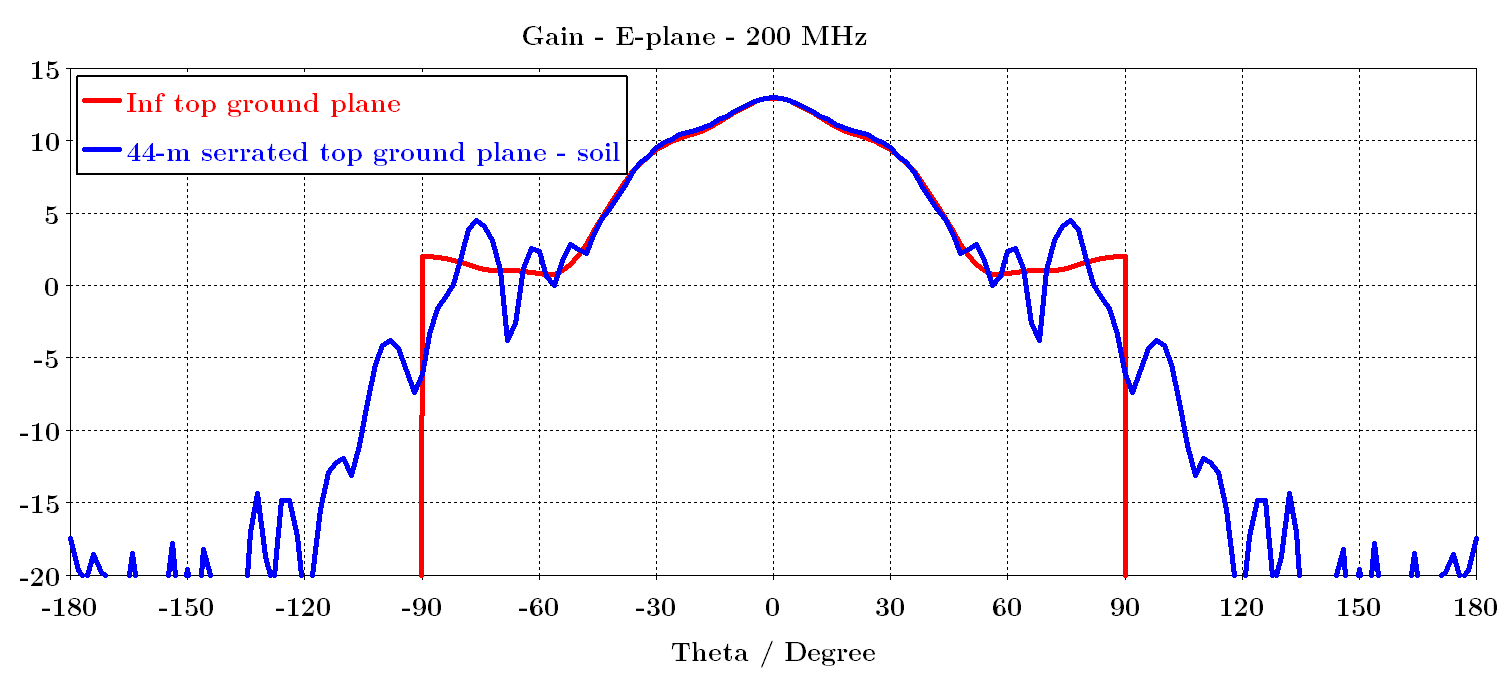 Gain - E-plane - 200 MHz
15
Inf top ground plane
44-m serrated top ground plane - soil
10
5
0
-5
-10
-15
-20
-180 -150 -120 -90 -60 -30 0 30 60 90 120 150 180
Theta / Degree